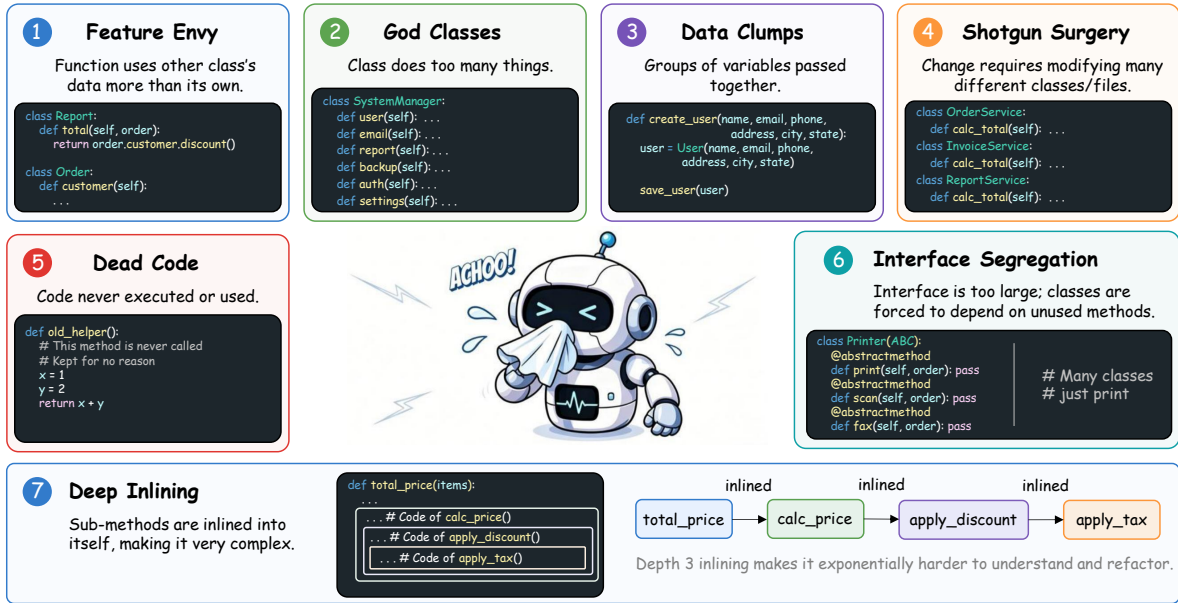 1 Feature Envy
Function uses other class's
data more than its own.
class Report:
def total(self, order):
return order.customer.discount()
class Order:
def customer(self):
...
2 God Classes
Class does too many things.
class SystemManager:
def user(self): ...
def email(self): ...
def report(self): ...
def backup(self): ...
def auth(self): ...
def settings(self): ...
3 Data Clumps
Groups of variables passed
together.
def create_user(name, email, phone,
address, city, state):
user = User(name, email, phone,
address, city, state)
save_user(user)
4 Shotgun Surgery
Change requires modifying many
different classes/files.
class OrderService:
def calc_total(self): ...
class InvoiceService:
def calc_total(self): ...
class ReportService:
def calc_total(self): ...
5 Dead Code
Code never executed or used.
def old_helper():
# This method is never called
# Kept for no reason
x = 1
y = 2
return x + y
ACHOO!
6 Interface Segregation
Interface is too large; classes are
forced to depend on unused methods.
class Printer(ABC):
@abstractmethod
def print(self, order): pass
@abstractmethod
def scan(self, order): pass
@abstractmethod
def fax(self, order): pass
# Many classes
# just print
7 Deep Inlining
Sub-methods are inlined into
itself, making it very complex.
def total_price(items):
...
... # Code of calc_price()
... # Code of apply_discount()
... # Code of apply_tax()
inlined inlined inlined
total_price calc_price apply_discount apply_tax
Depth 3 inlining makes it exponentially harder to understand and refactor.